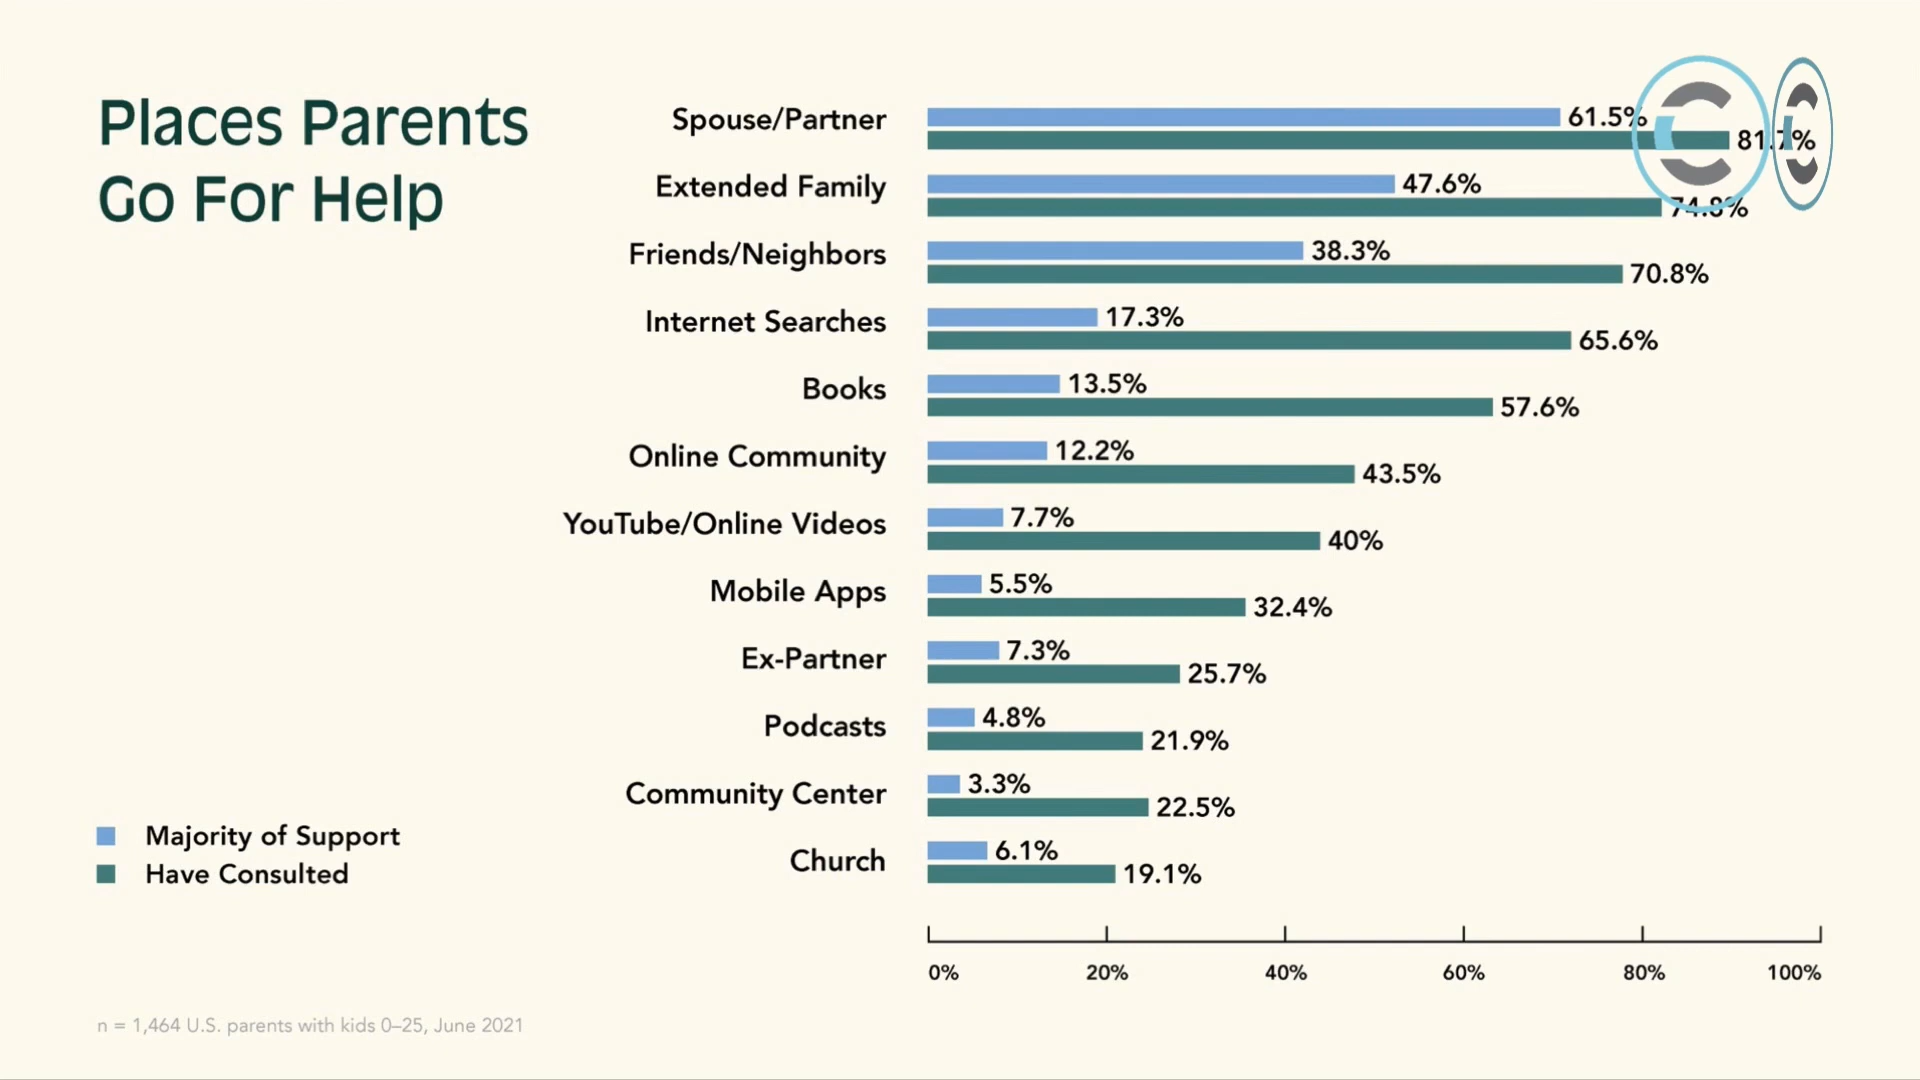 Places Parents
Go For Help
Spouse/Partner
61.5%
81.7%
Extended Family
47.6%
74.8%
Friends/Neighbors
38.3%
70.8%
Internet Searches
17.3%
65.6%
Books
13.5%
57.6%
Online Community
12.2%
43.5%
YouTube/Online Videos
7.7%
40%
Mobile Apps
5.5%
32.4%
Ex-Partner
7.3%
25.7%
Podcasts
4.8%
21.9%
Community Center
3.3%
22.5%
Church
6.1%
19.1%
Majority of Support
Have Consulted
0% 20% 40% 60% 80% 100%
n = 1,464 U.S. parents with kids 0–25, June 2021